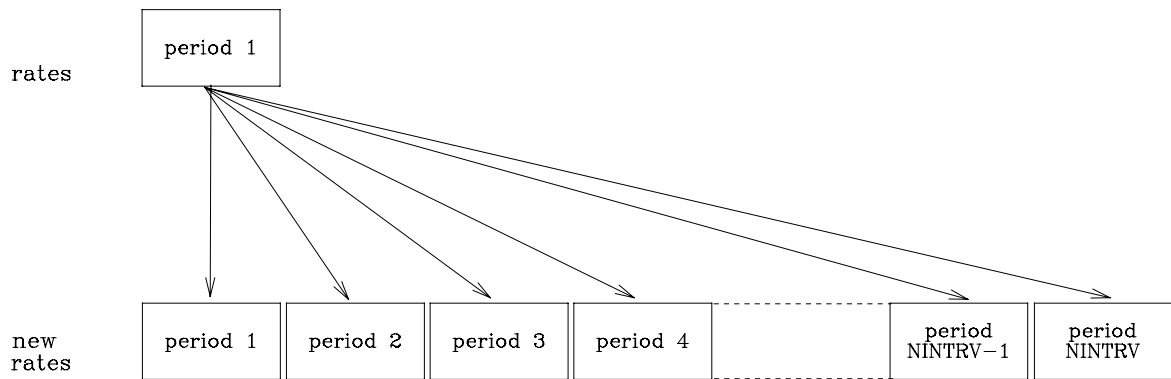 period 1
rates
period 1
period 2
period 3
period 4
period
NINTRV-1
period
NINTRV
new
rates